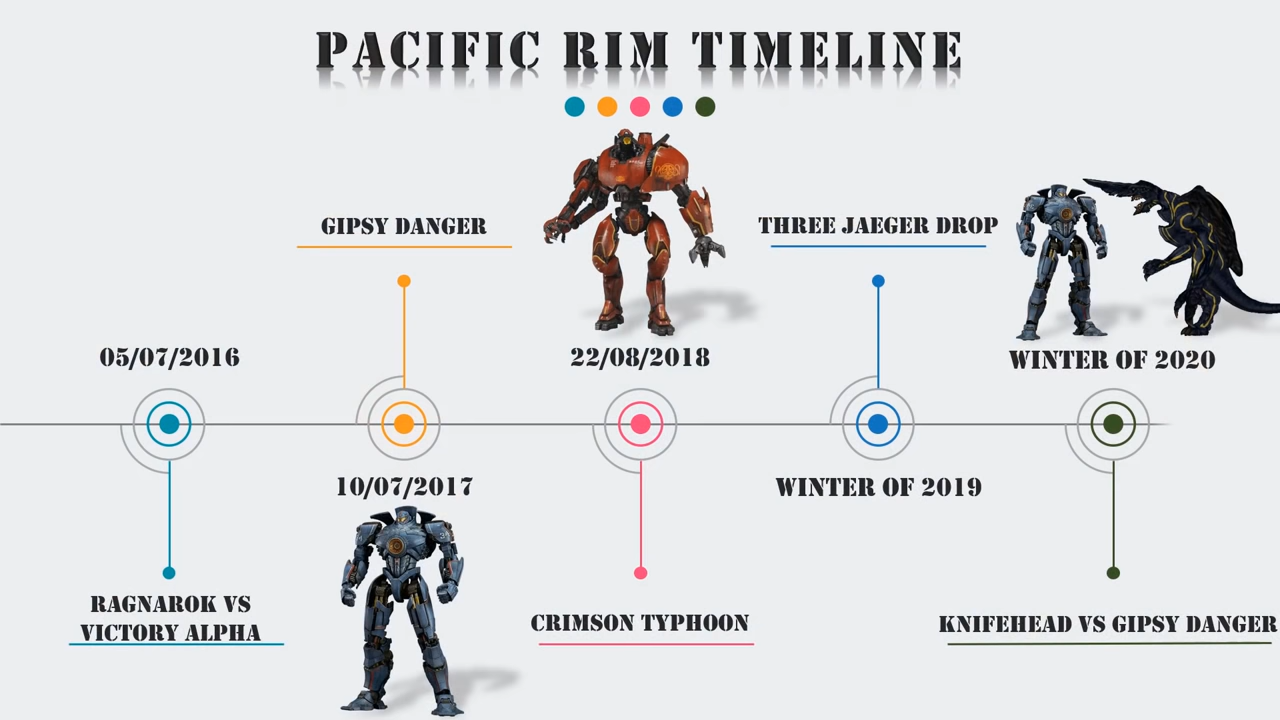 PACIFIC RIM TIMELINE
GIPSY DANGER
THREE JAEGER DROP
05/07/2016
22/08/2018
WINTER OF 2020
10/07/2017
WINTER OF 2019
RAGNAROK VS
VICTORY ALPHA
CRIMSON TYPHOON
KNIFEHEAD VS GIPSY DANGER